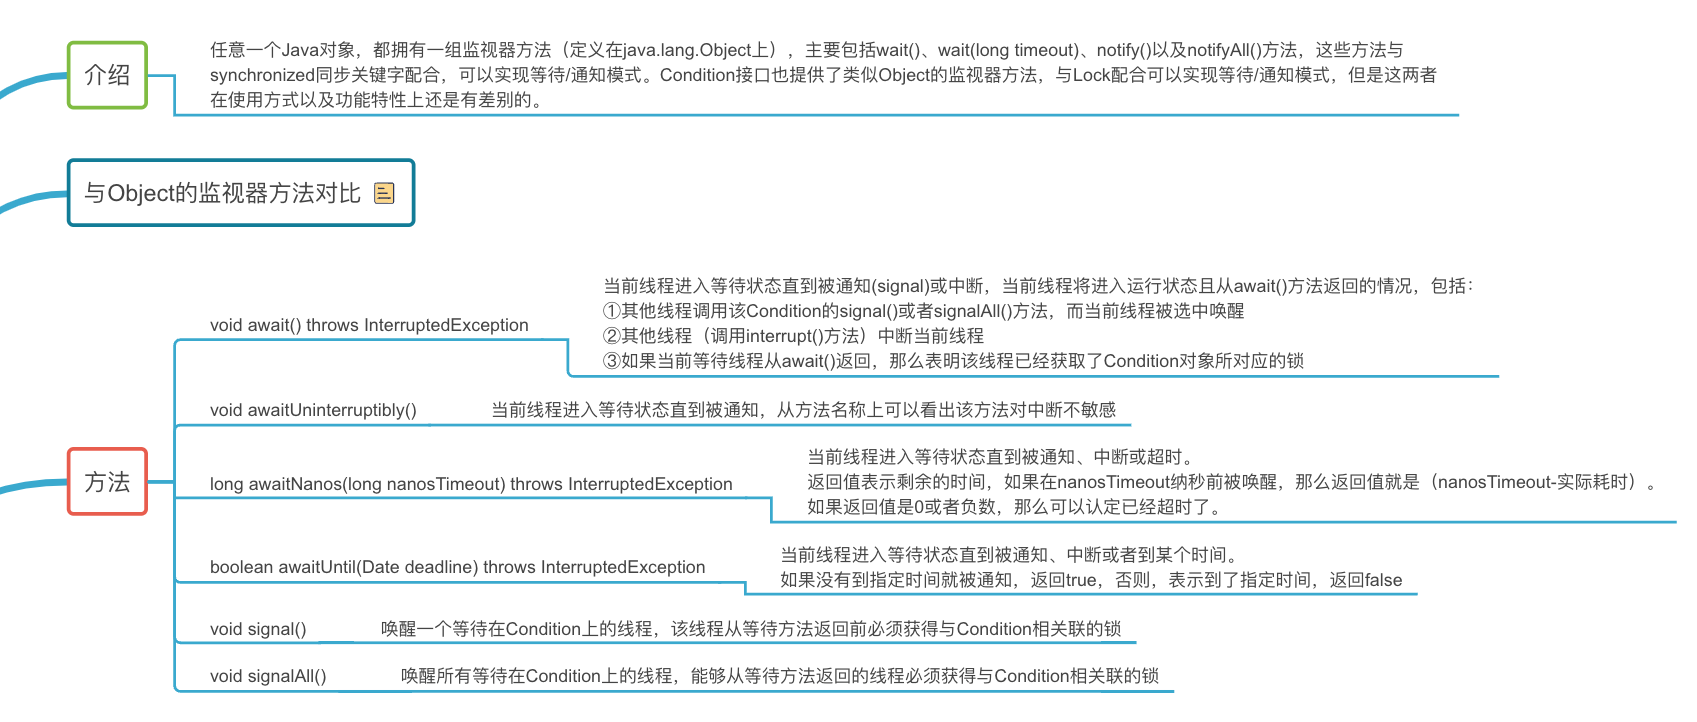 介绍
任意一个Java对象，都拥有一组监视器方法（定义在java.lang.Object上），主要包括wait()、wait(long timeout)、notify()以及notifyAll()方法，这些方法与
synchronized同步关键字配合，可以实现等待/通知模式。Condition接口也提供了类似Object的监视器方法，与Lock配合可以实现等待/通知模式，但是这两者
在使用方式以及功能特性上还是有差别的。
与Object的监视器方法对比
方法
void await() throws InterruptedException
当前线程进入等待状态直到被通知(signal)或中断，当前线程将进入运行状态且从await()方法返回的情况，包括：
①其他线程调用该Condition的signal()或者signalAll()方法，而当前线程被选中唤醒
②其他线程（调用interrupt()方法）中断当前线程
③如果当前等待线程从await()返回，那么表明该线程已经获取了Condition对象所对应的锁
void awaitUninterruptibly()
当前线程进入等待状态直到被通知，从方法名称上可以看出该方法对中断不敏感
long awaitNanos(long nanosTimeout) throws InterruptedException
当前线程进入等待状态直到被通知、中断或超时。
返回值表示剩余的时间，如果在nanosTimeout纳秒前被唤醒，那么返回值就是（nanosTimeout-实际耗时）。
如果返回值是0或者负数，那么可以认定已经超时了。
boolean awaitUntil(Date deadline) throws InterruptedException
当前线程进入等待状态直到被通知、中断或者到某个时间。
如果没有到指定时间就被通知，返回true，否则，表示到了指定时间，返回false
void signal()
唤醒一个等待在Condition上的线程，该线程从等待方法返回前必须获得与Condition相关联的锁
void signalAll()
唤醒所有等待在Condition上的线程，能够从等待方法返回的线程必须获得与Condition相关联的锁